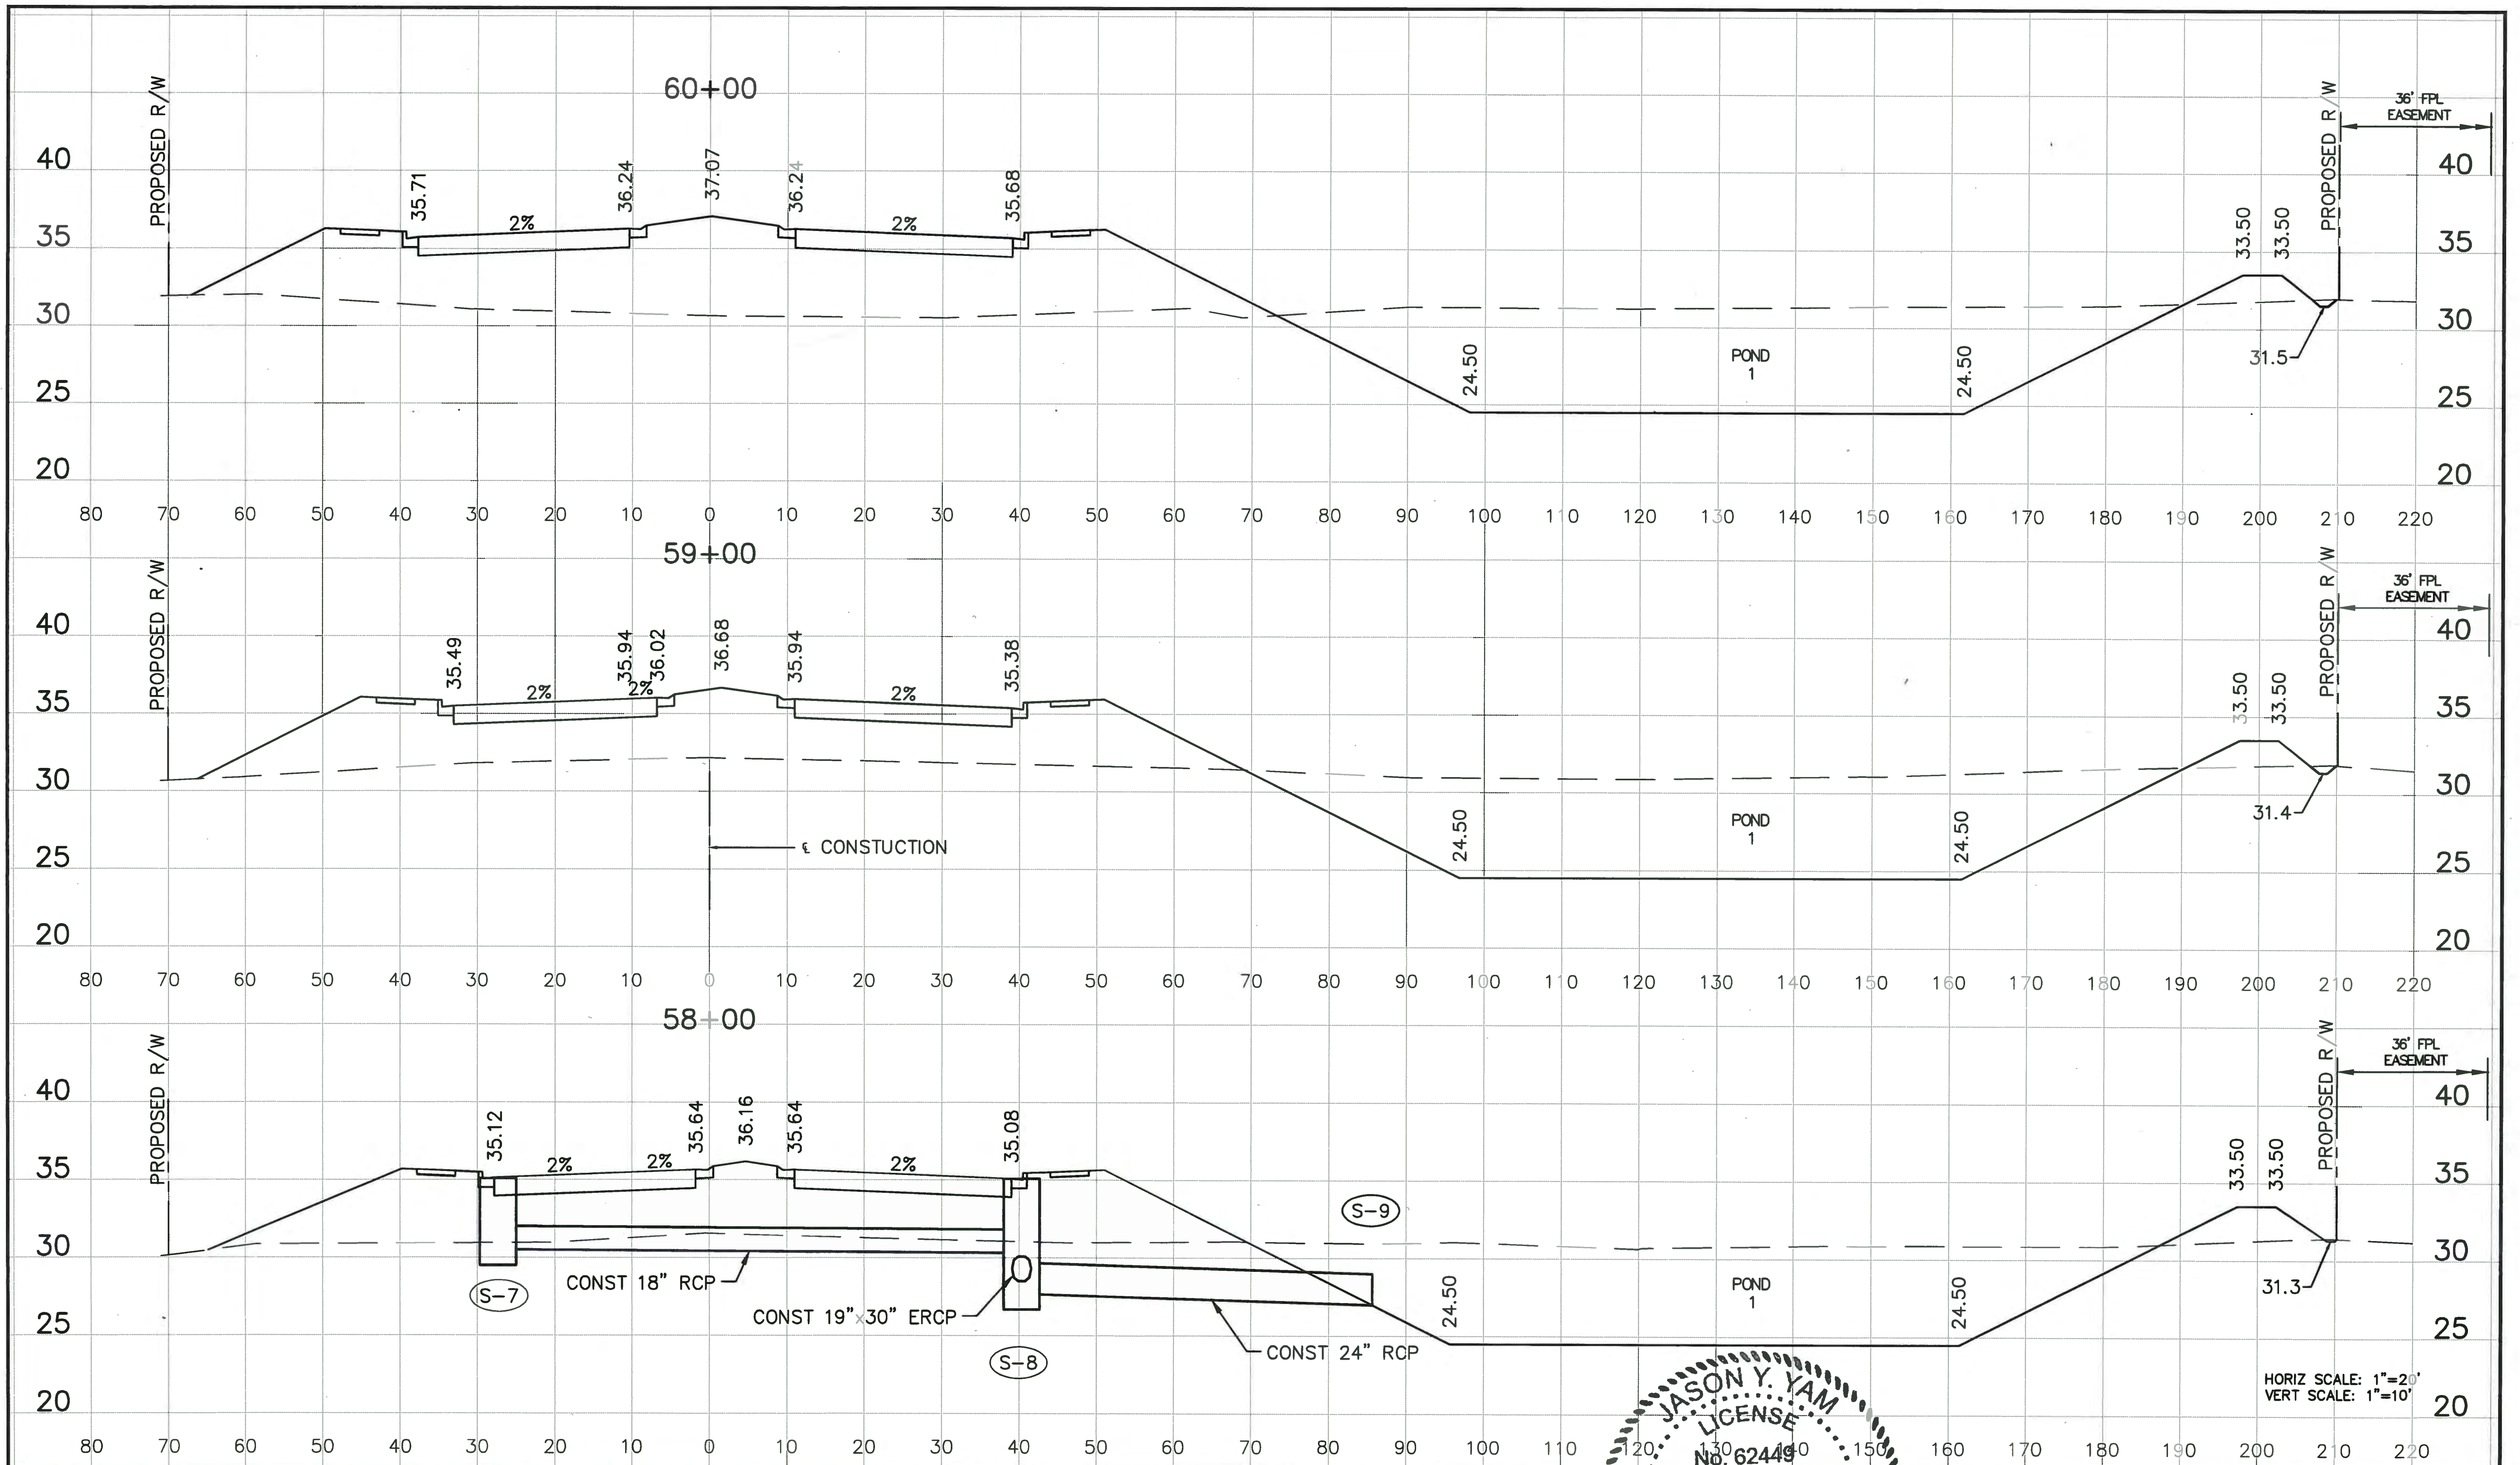 60+00
PROPOSED R/W
PROPOSED R/W
36' FPL
EASEMENT
40
35.71
36.24
37.07
36.24
35.68
40
2%
2%
33.50
33.50
35
35
30
30
POND
1
31.5
24.50
24.50
25
25
20
20
80 70 60 50 40 30 20 10 0 10 20 30 40 50 60 70 80 90 100 110 120 130 140 150 160 170 180 190 200 210 220
59+00
PROPOSED R/W
PROPOSED R/W
36' FPL
EASEMENT
40
40
35.49
35.94
36.02
36.68
35.94
35.38
2%
2%
2%
33.50
33.50
35
35
30
30
31.4
POND
1
24.50
24.50
℄ CONSTUCTION
25
25
20
20
80 70 60 50 40 30 20 10 0 10 20 30 40 50 60 70 80 90 100 110 120 130 140 150 160 170 180 190 200 210 220
58+00
PROPOSED R/W
PROPOSED R/W
36' FPL
EASEMENT
40
40
35.12
35.64
36.16
35.64
35.08
2%
2%
2%
33.50
33.50
35
35
S-9
30
30
CONST 18" RCP
S-7
31.3
POND
1
24.50
24.50
CONST 19"x30" ERCP
25
25
S-8
CONST 24" RCP
HORIZ SCALE: 1"=20'
VERT SCALE: 1"=10'
20
20
JASON Y. YAM
LICENSE
No. 62449
80 70 60 50 40 30 20 10 0 10 20 30 40 50 60 70 80 90 100 110 120 130 140 150 160 170 180 190 200 210 220